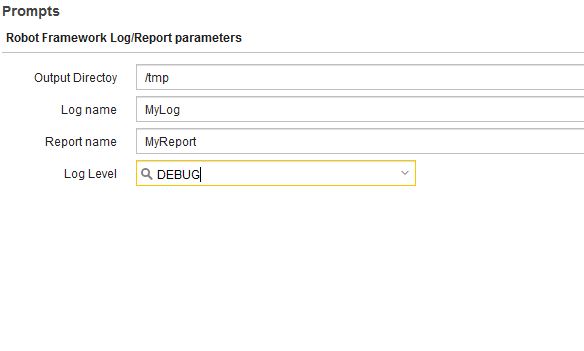 Prompts
Robot Framework Log/Report parameters
Output Directoy /tmp
Log name MyLog
Report name MyReport
Log Level DEBUG